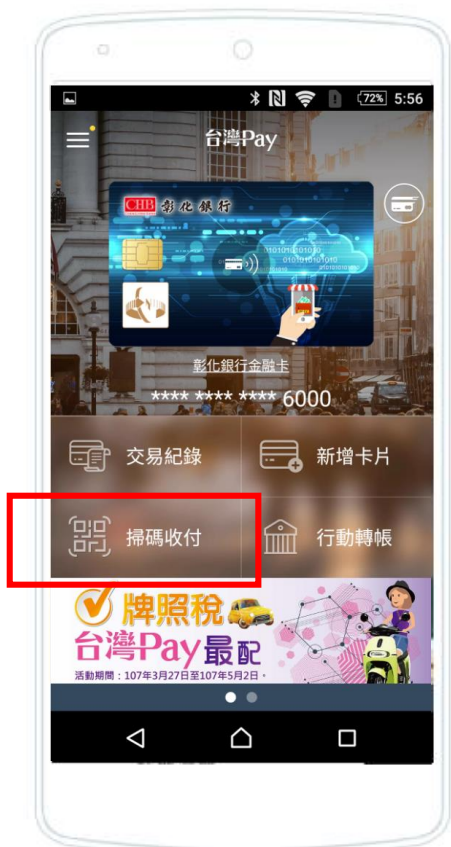 72% 5:56
台灣Pay
CHB 彰化銀行
0101010101010
0101010101010
彰化銀行金融卡
**** **** **** 6000
交易紀錄
新增卡片
掃碼收付
行動轉帳
牌照稅
台灣Pay最配
活動期間：107年3月27日至107年5月2日。